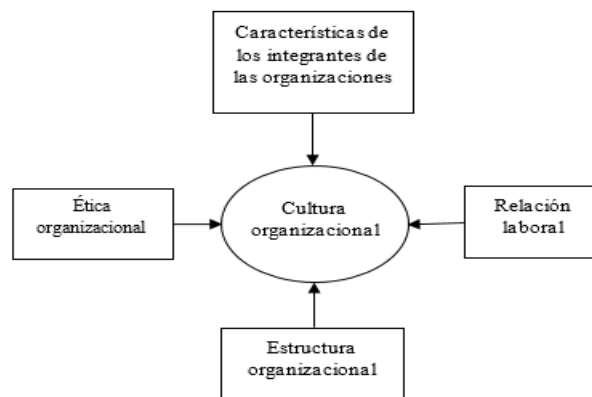 Características de
los integrantes de
las organizaciones
Ética
organizacional
Cultura
organizacional
Relación
laboral
Estructura
organizacional